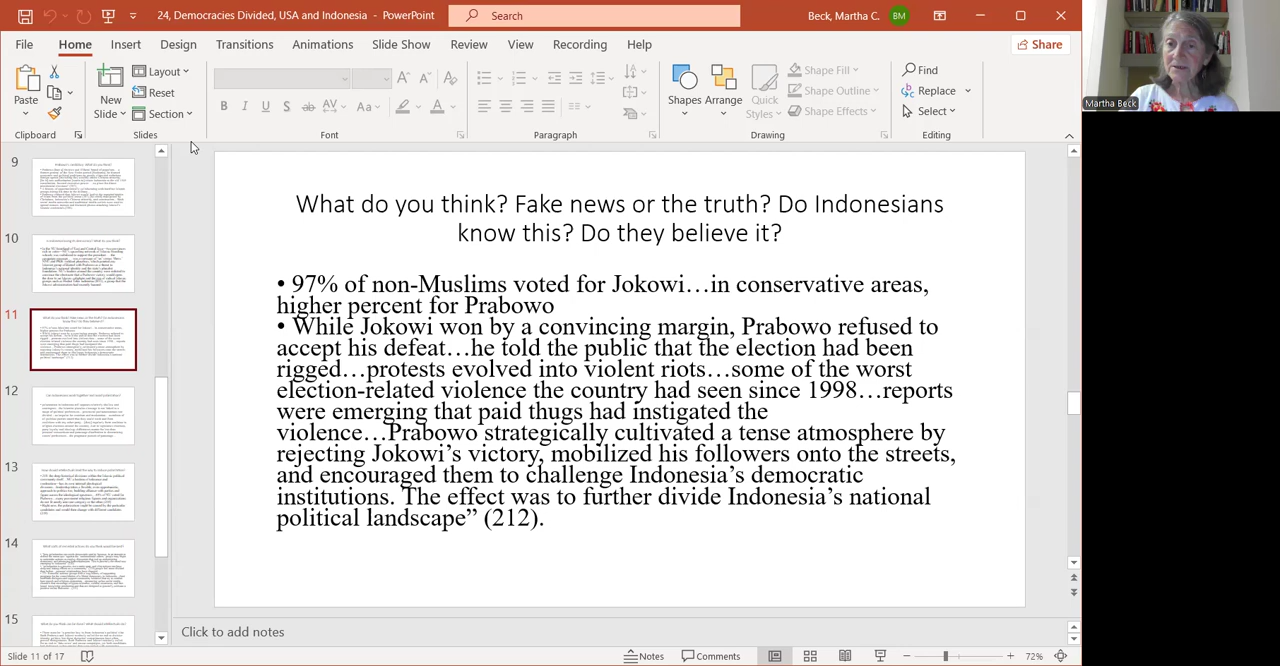 24, Democracies Divided, USA and Indonesia - PowerPoint
Search
Beck, Martha C.
BM
File Home Insert Design Transitions Animations Slide Show Review View Recording Help
Share
Paste
New Slide
Layout
Reset
Section
Shapes
Arrange
Quick Styles
Shape Fill
Shape Outline
Shape Effects
Find
Replace
Select
Clipboard Slides Font Paragraph Drawing Editing
Martha Beck
9
10
11
12
13
14
15
What do you think? Fake news or the truth? Do Indonesians
know this? Do they believe it?
• 97% of non-Muslims voted for Jokowi…in conservative areas,
higher percent for Prabowo
• While Jokowi won by a convincing margin, Prabowo refused to
accept his defeat…he told the public that the election had been
rigged…protests evolved into violent riots…some of the worst
election-related violence the country had seen since 1998…reports
were emerging that paid thugs had instigated the
violence…Prabowo strategically cultivated a tense atmosphere by
rejecting Jokowi's victory, mobilized his followers onto the streets,
and encouraged them to challenge Indonesia's democratic
institutions. The effect was to further divide Indonesia's national
political landscape” (212).
Click to add notes
Slide 11 of 17
Notes
Comments
72%